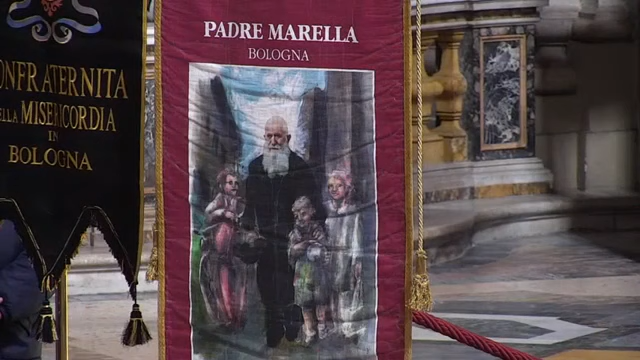 ONFRATERNITA
ELLA MISERICORDIA
IN
BOLOGNA
PADRE MARELLA
BOLOGNA